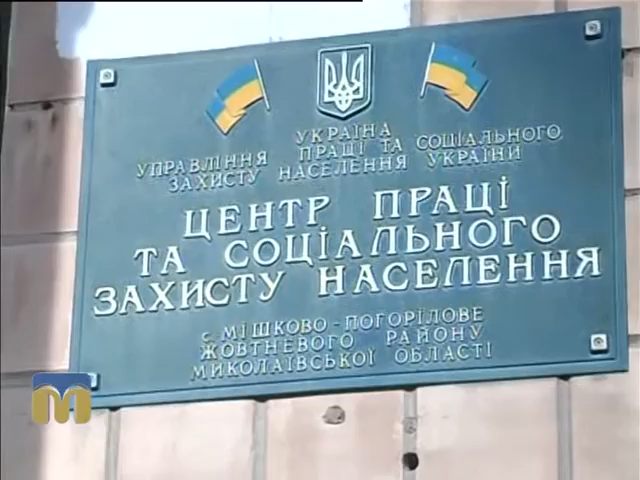 УКРАЇНА
УПРАВЛІННЯ ПРАЦІ ТА СОЦІАЛЬНОГО
ЗАХИСТУ НАСЕЛЕННЯ УКРАЇНИ
ЦЕНТР ПРАЦІ
ТА СОЦІАЛЬНОГО
ЗАХИСТУ НАСЕЛЕННЯ
с. МІШКОВО-ПОГОРІЛОВЕ
ЖОВТНЕВОГО РАЙОНУ
МИКОЛАЇВСЬКОЇ ОБЛАСТІ
M